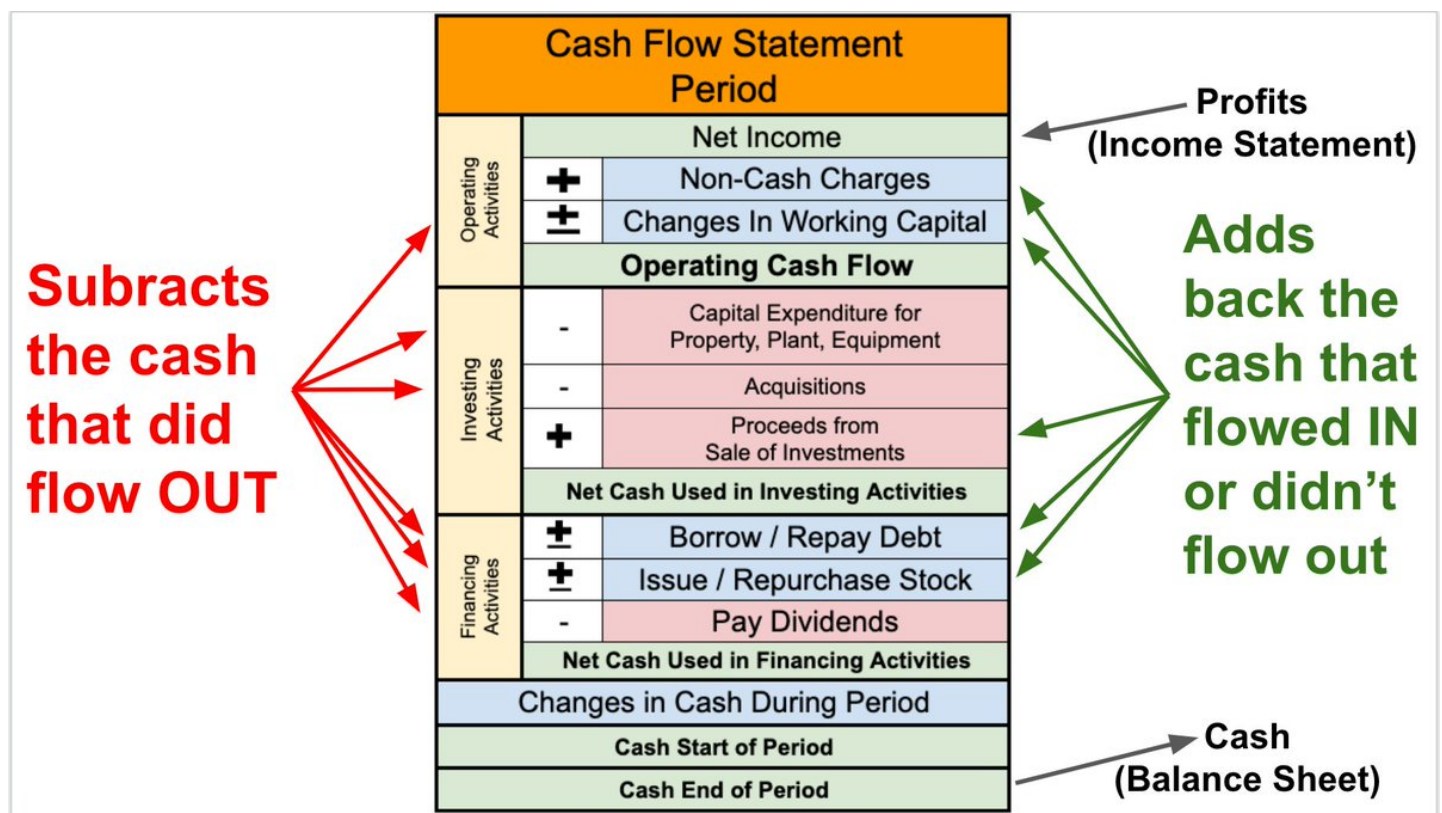 Cash Flow Statement
Period
Profits
(Income Statement)
Operating
Activities
Net Income
+ Non-Cash Charges
± Changes In Working Capital
Operating Cash Flow
Subracts
the cash
that did
flow OUT
Adds
back the
cash that
flowed IN
or didn’t
flow out
Investing
Activities
- Capital Expenditure for
Property, Plant, Equipment
- Acquisitions
+ Proceeds from
Sale of Investments
Net Cash Used in Investing Activities
Financing
Activities
± Borrow / Repay Debt
± Issue / Repurchase Stock
- Pay Dividends
Net Cash Used in Financing Activities
Changes in Cash During Period
Cash Start of Period
Cash End of Period
Cash
(Balance Sheet)